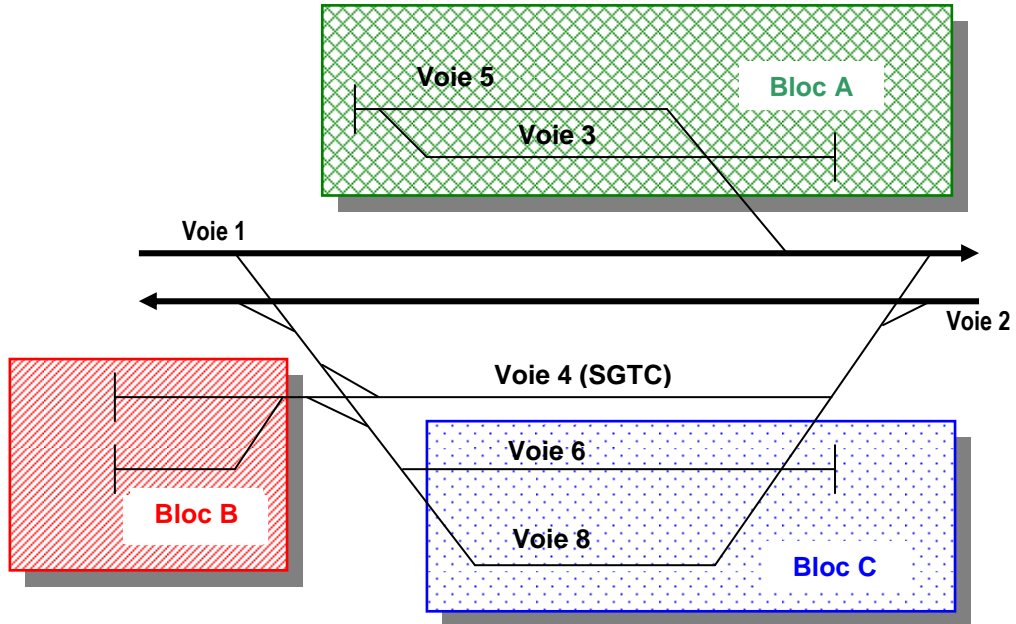 Voie 5
Bloc A
Voie 3
Voie 1
Voie 2
Voie 4 (SGTC)
Voie 6
Bloc B
Voie 8
Bloc C